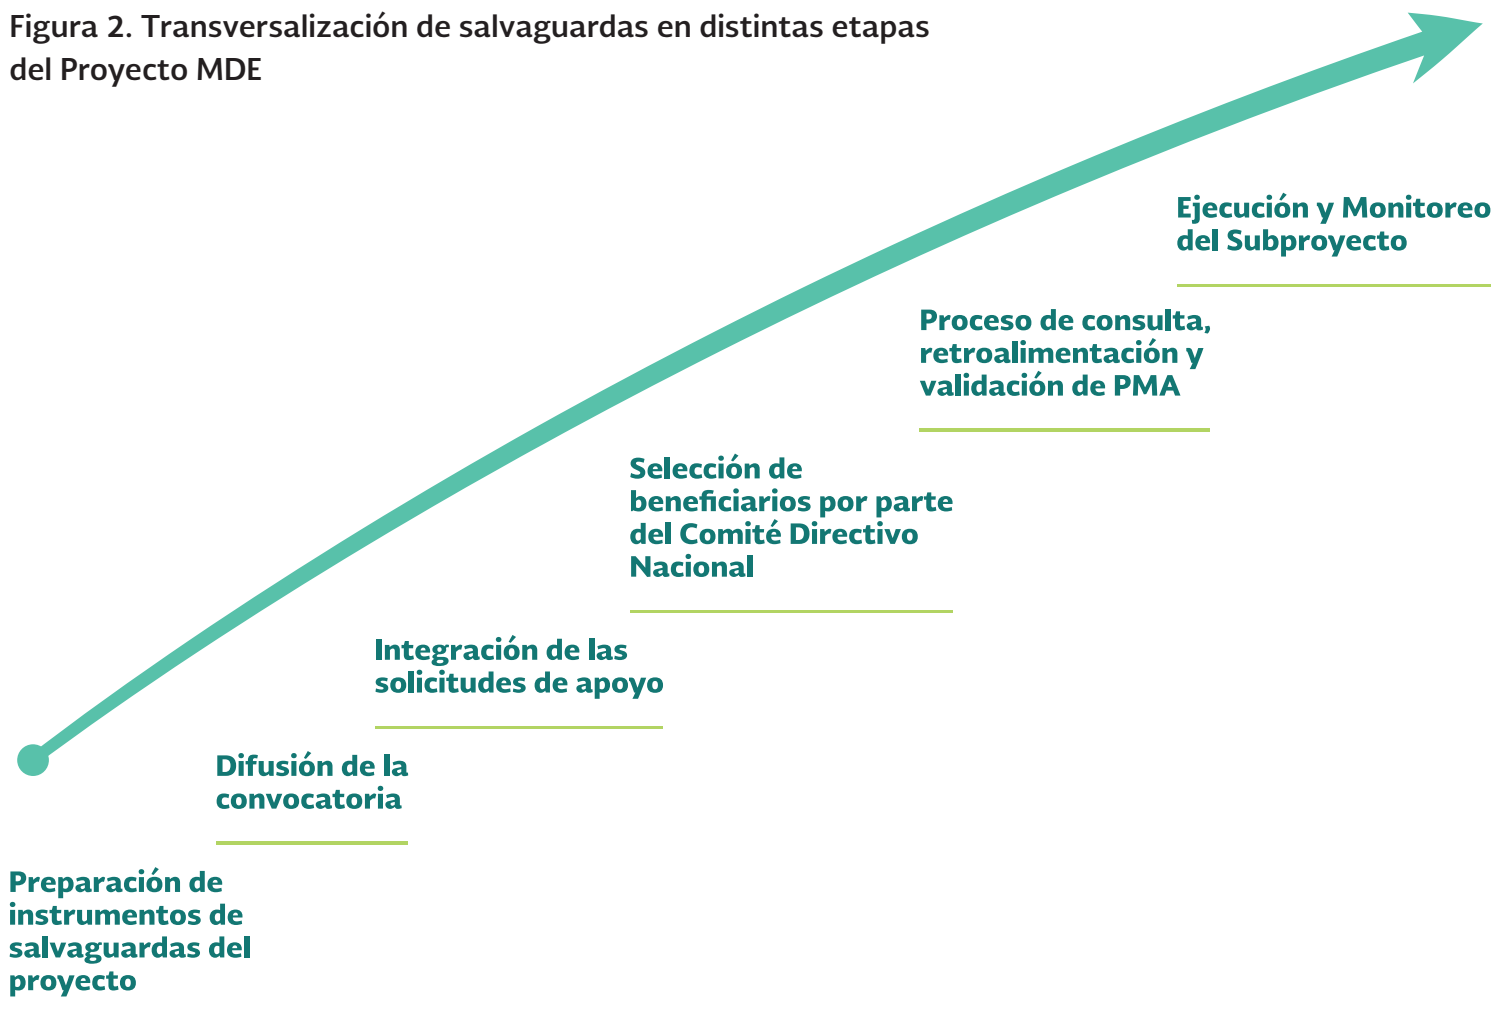 Figura 2. Transversalización de salvaguardas en distintas etapas
del Proyecto MDE
Ejecución y Monitoreo
del Subproyecto
Proceso de consulta,
retroalimentación y
validación de PMA
Selección de
beneficiarios por parte
del Comité Directivo
Nacional
Integración de las
solicitudes de apoyo
Difusión de la
convocatoria
Preparación de
instrumentos de
salvaguardas del
proyecto